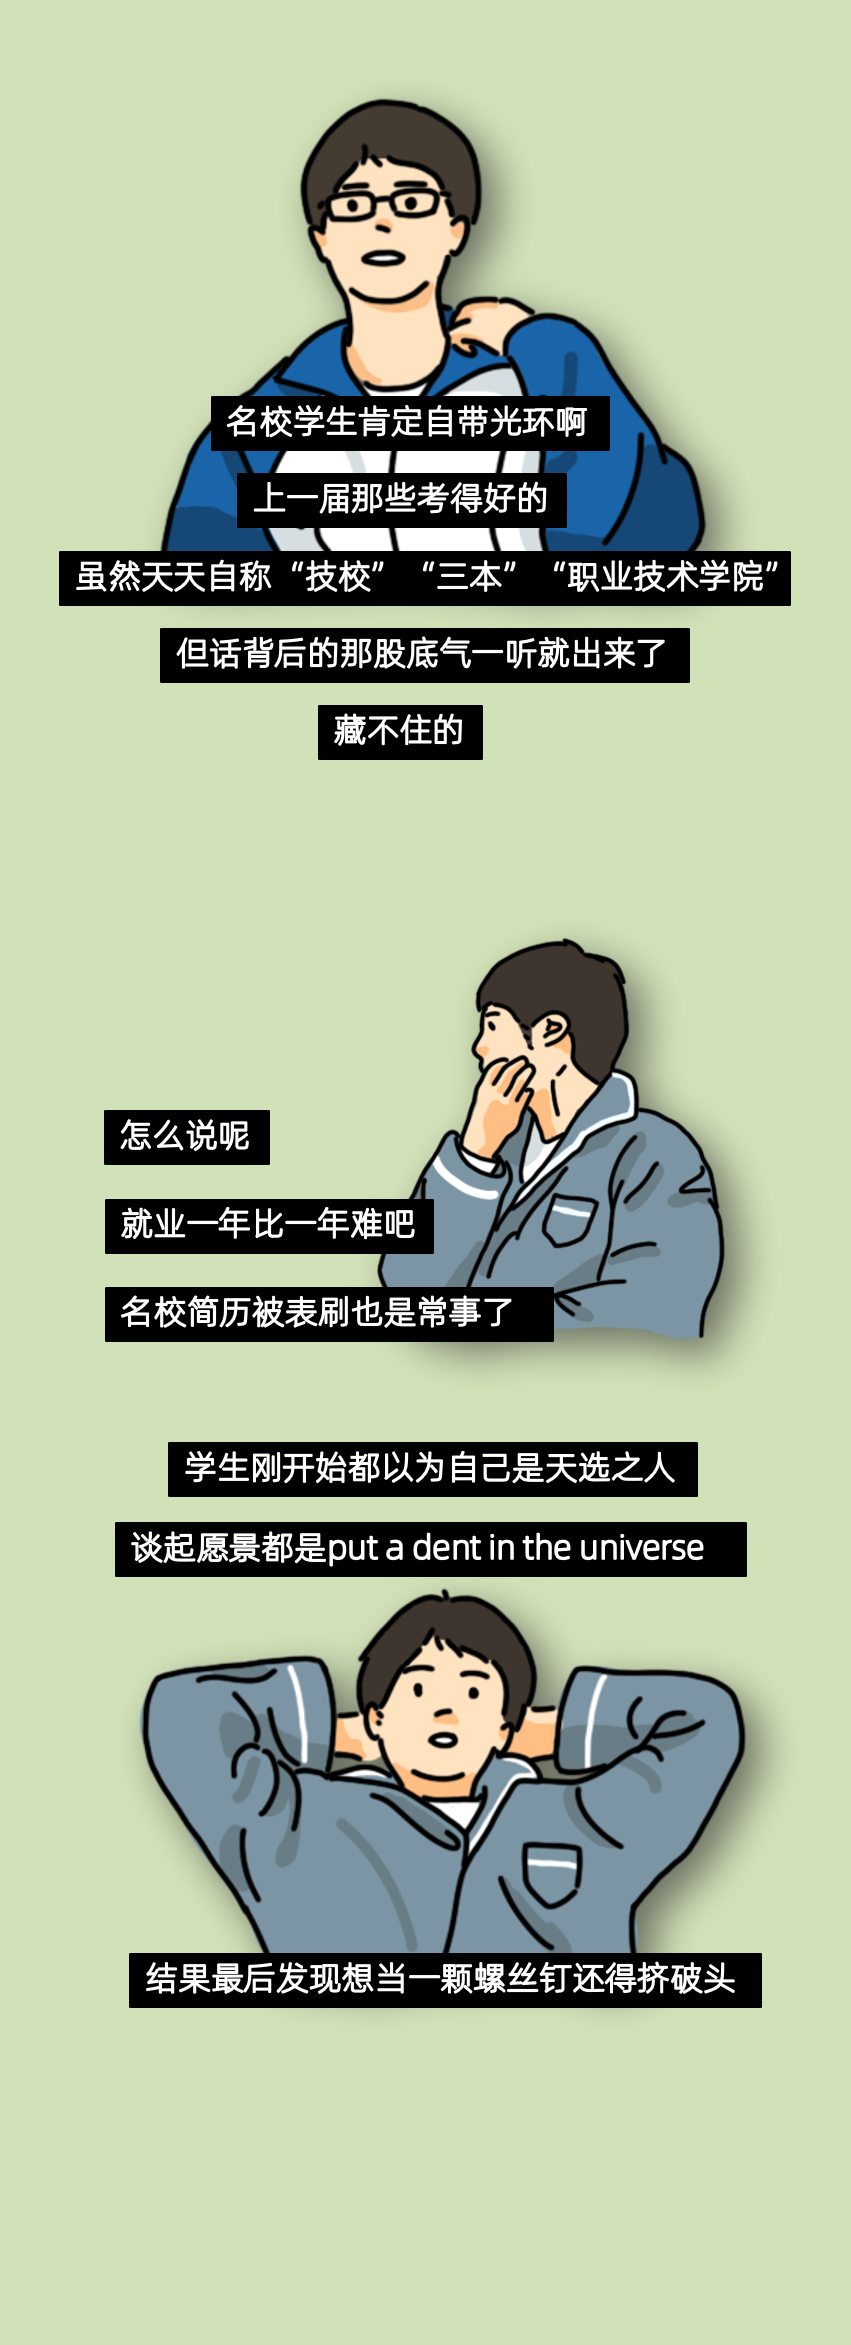 名校学生肯定自带光环啊
上一届那些考得好的
虽然天天自称“技校”“三本”“职业技术学院”
但话背后的那股底气一听就出来了
藏不住的
怎么说呢
就业一年比一年难吧
名校简历被表刷也是常事了
学生刚开始都以为自己是天选之人
谈起愿景都是put a dent in the universe
结果最后发现想当一颗螺丝钉还得挤破头